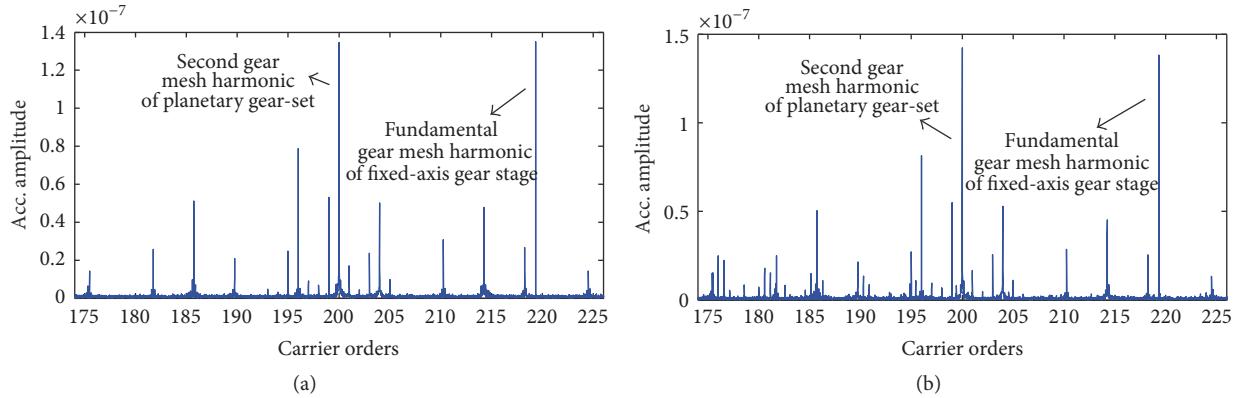 ×10⁻⁷
1.4
1.2
1
0.8
0.6
0.4
0.2
0
Acc. amplitude
Second gear
mesh harmonic
of planetary gear-set
Fundamental
gear mesh harmonic
of fixed-axis gear stage
175 180 185 190 195 200 205 210 215 220 225
Carrier orders
(a)
×10⁻⁷
1.5
1
0.5
0
Acc. amplitude
Second gear
mesh harmonic
of planetary gear-set
Fundamental
gear mesh harmonic
of fixed-axis gear stage
175 180 185 190 195 200 205 210 215 220 225
Carrier orders
(b)